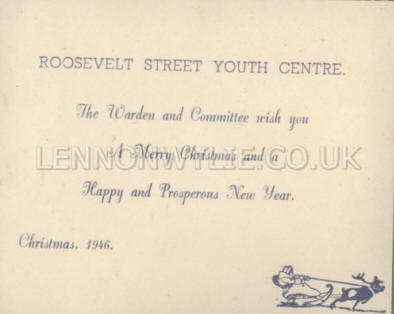 ROOSEVELT STREET YOUTH CENTRE.
The Warden and Committee wish you
A Merry Christmas and a
LENNONWYLIE.CO.UK
Happy and Prosperous New Year.
Christmas, 1946.